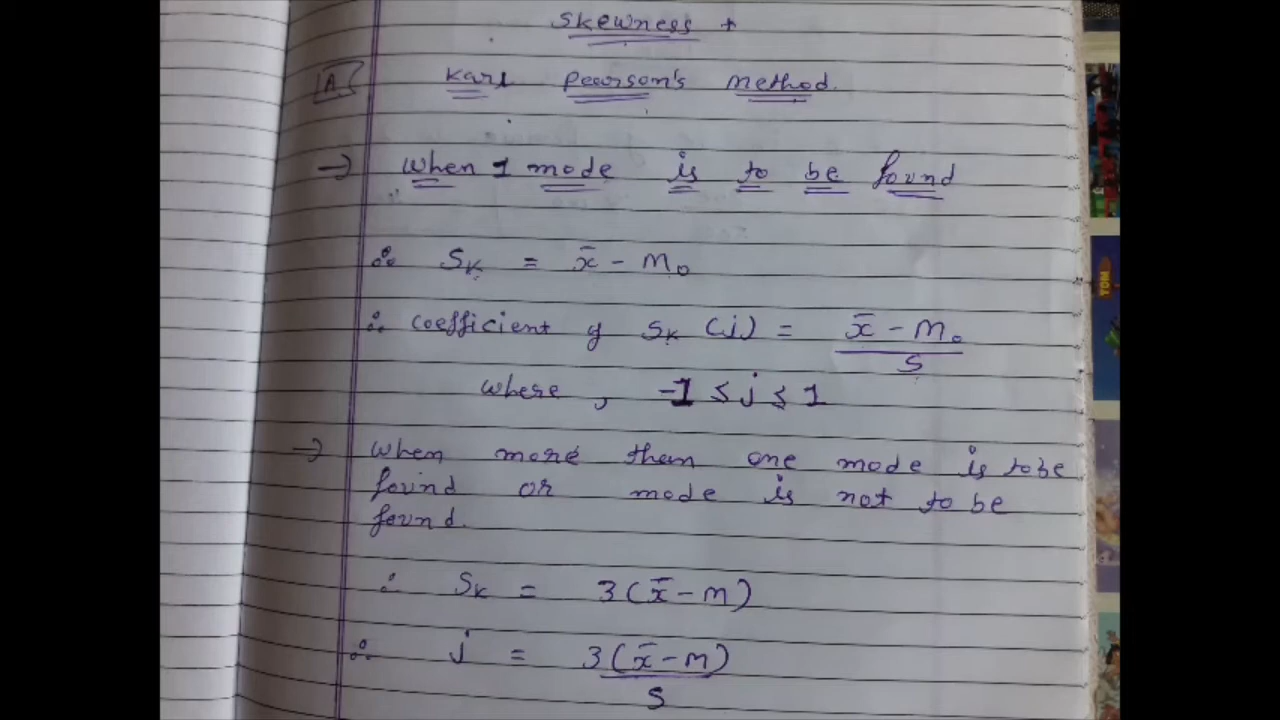 Skewness +
A Karl Pearson's Method.
→ When 1 mode is to be found
∴ Sk = x̄ - Mo
∴ coefficient of Sk (j) = x̄ - Mo / S
where , -1 ≤ j ≤ 1
→ When more than one mode is to be
found or mode is not to be
found.
∴ Sk = 3(x̄ - M)
∴ j = 3(x̄ - M) / S
TOM